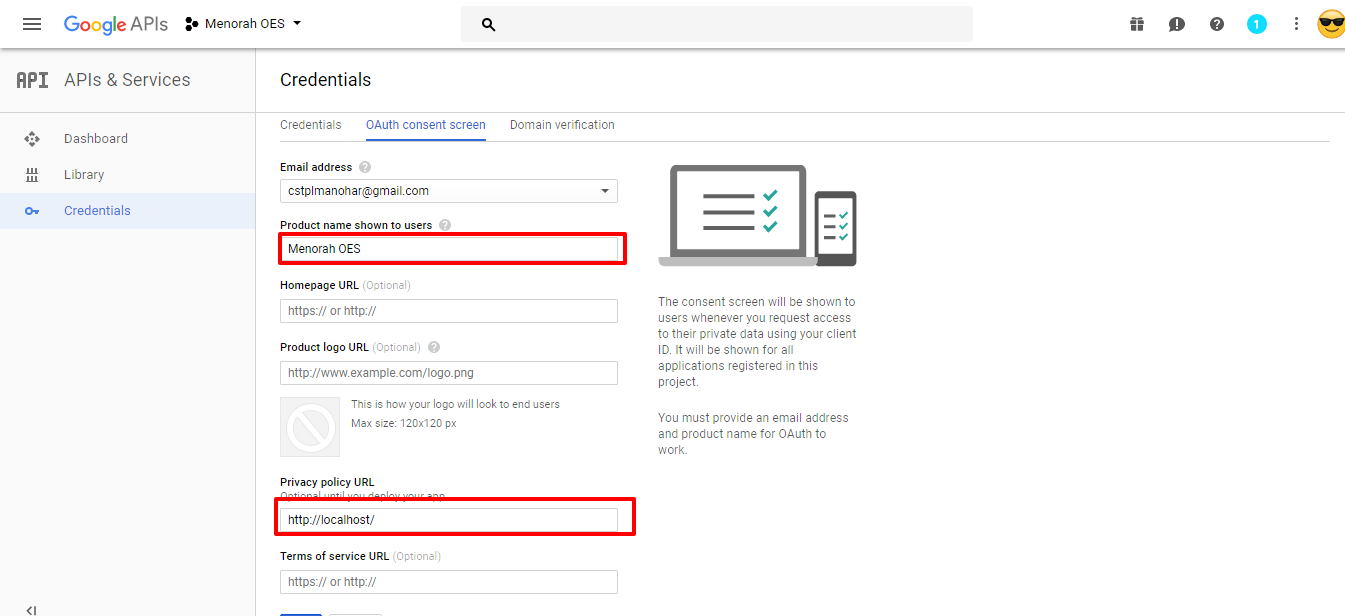 Google APIs Menorah OES 1
API APIs & Services
Credentials
Dashboard
Library
Credentials
Credentials OAuth consent screen Domain verification
Email address ?
cstplmanohar@gmail.com
Product name shown to users ?
Menorah OES
Homepage URL (Optional)
https:// or http://
Product logo URL (Optional) ?
http://www.example.com/logo.png
This is how your logo will look to end users
Max size: 120x120 px
Privacy policy URL
Optional until you deploy your app
http://localhost/
Terms of service URL (Optional)
https:// or http://
The consent screen will be shown to
users whenever you request access
to their private data using your client
ID. It will be shown for all
applications registered in this
project.
You must provide an email address
and product name for OAuth to
work.